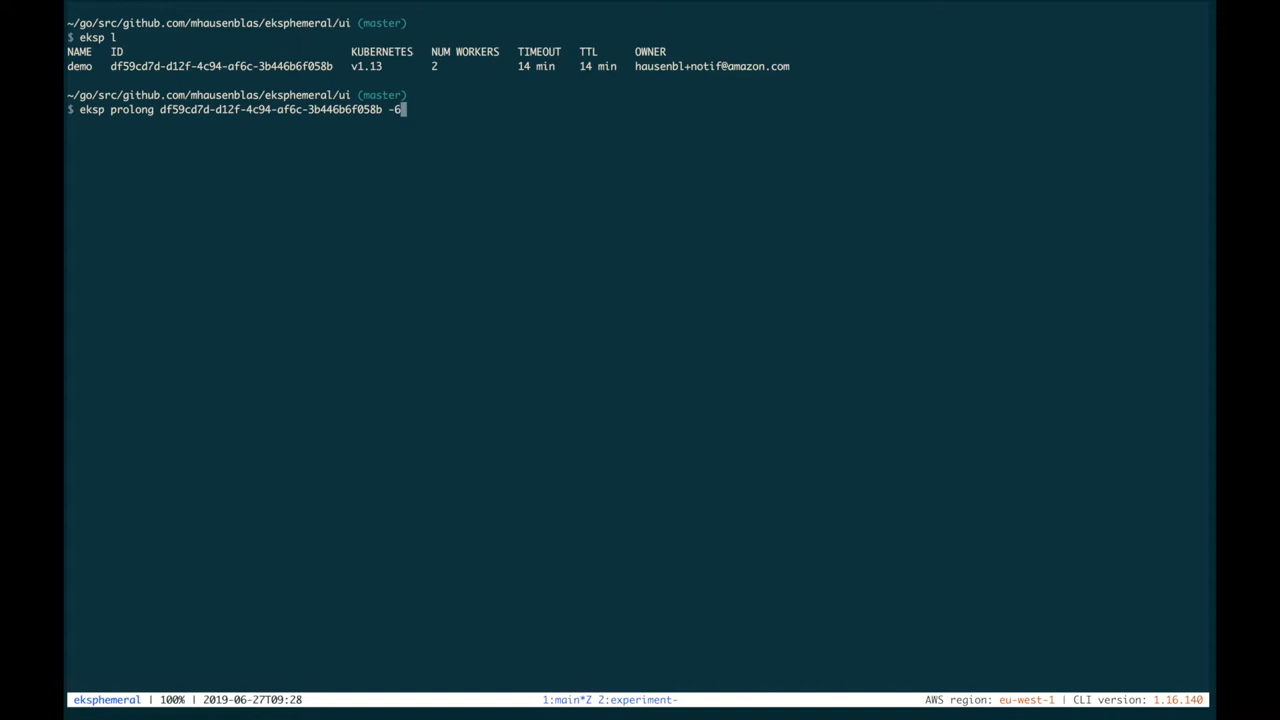 ~/go/src/github.com/mhausenblas/eksphemeral/ui (master)
$ eksp l
NAME ID KUBERNETES NUM WORKERS TIMEOUT TTL OWNER
demo df59cd7d-d12f-4c94-af6c-3b446b6f058b v1.13 2 14 min 14 min hausenbl+notif@amazon.com
~/go/src/github.com/mhausenblas/eksphemeral/ui (master)
$ eksp prolong df59cd7d-d12f-4c94-af6c-3b446b6f058b -6
eksphemeral | 100% | 2019-06-27T09:28 1:main*Z 2:experiment- AWS region: eu-west-1 | CLI version: 1.16.140